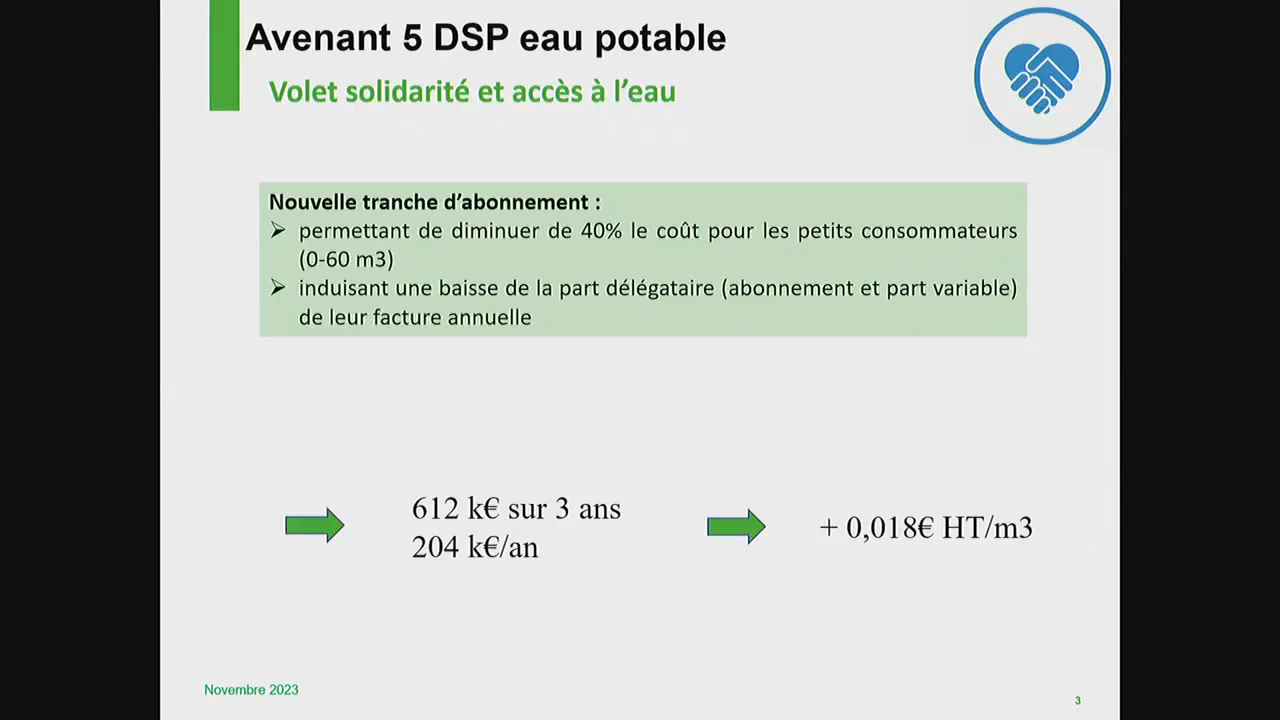 Avenant 5 DSP eau potable
Volet solidarité et accès à l’eau
Nouvelle tranche d’abonnement :
➢ permettant de diminuer de 40% le coût pour les petits consommateurs
(0-60 m3)
➢ induisant une baisse de la part délégataire (abonnement et part variable)
de leur facture annuelle
612 k€ sur 3 ans
204 k€/an
+ 0,018€ HT/m3
Novembre 2023
3